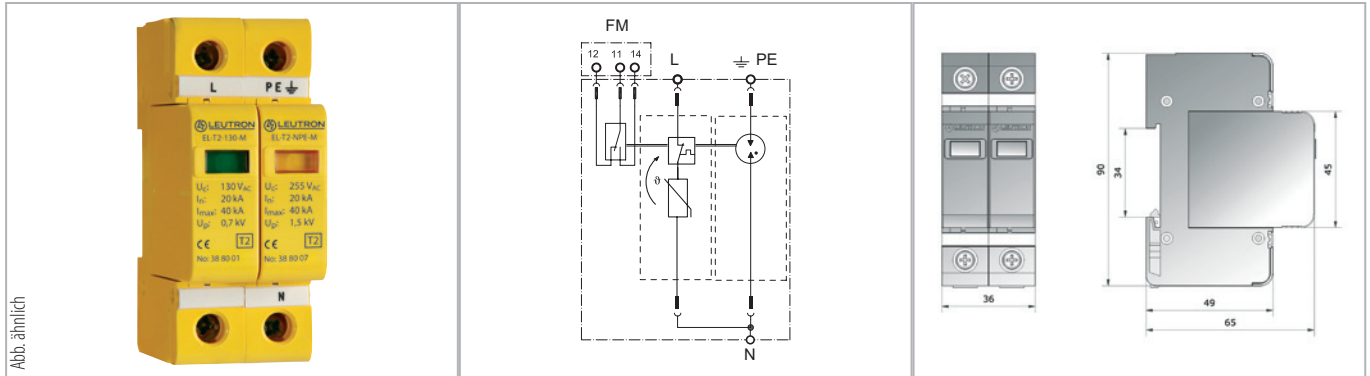 Abb. ähnlich
L PE
LEUTRON LEUTRON
EL-T2-130-M EL-T2-NPE-M
Uc: 130 VAC Uc: 255 VAC
In: 20 kA In: 20 kA
Imax: 40 kA Imax: 40 kA
Up: 0,7 kV Up: 1,5 kV
CE T2 CE T2
No: 38 80 01 No: 38 80 07
N
FM
12 11 14
L PE
ϑ
N
LEUTRON LEUTRON
90
34
45
36
49
65